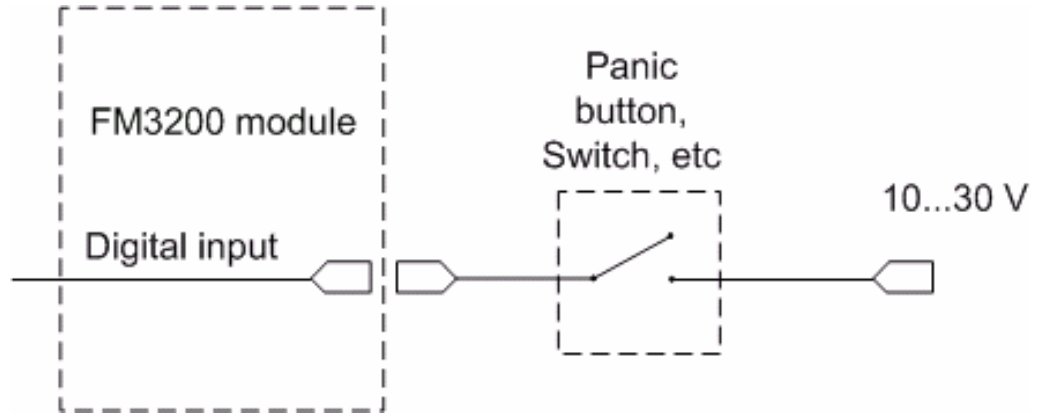 FM3200 module
Digital input
Panic
button,
Switch, etc
10...30 V